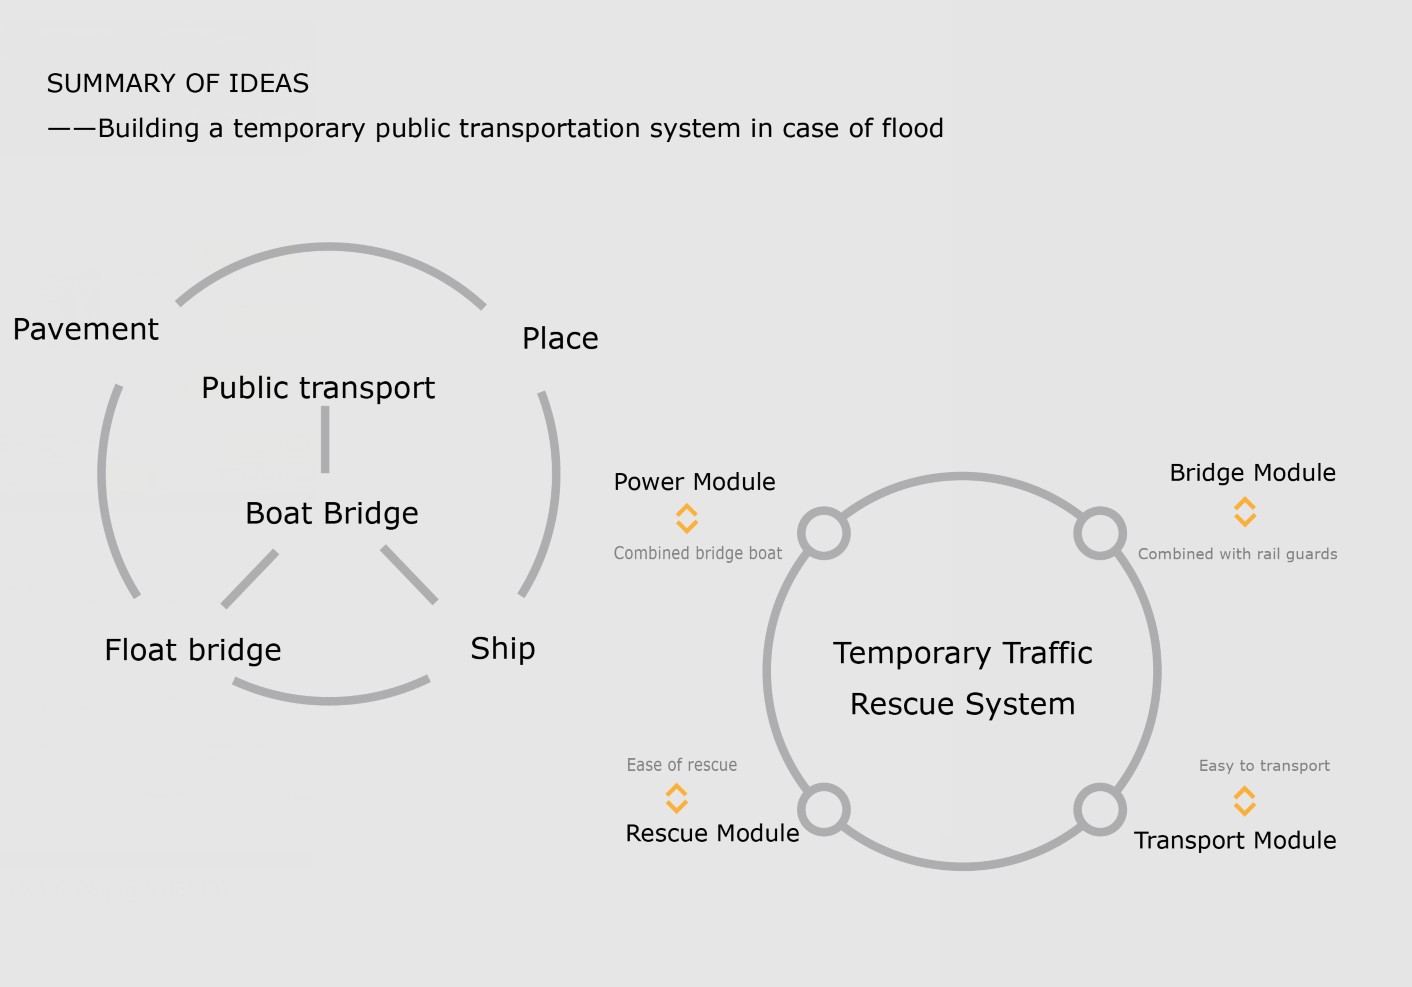 SUMMARY OF IDEAS
——Building a temporary public transportation system in case of flood
Pavement
Place
Public transport
Boat Bridge
Float bridge
Ship
Power Module
Combined bridge boat
Bridge Module
Combined with rail guards
Temporary Traffic
Rescue System
Ease of rescue
Rescue Module
Easy to transport
Transport Module